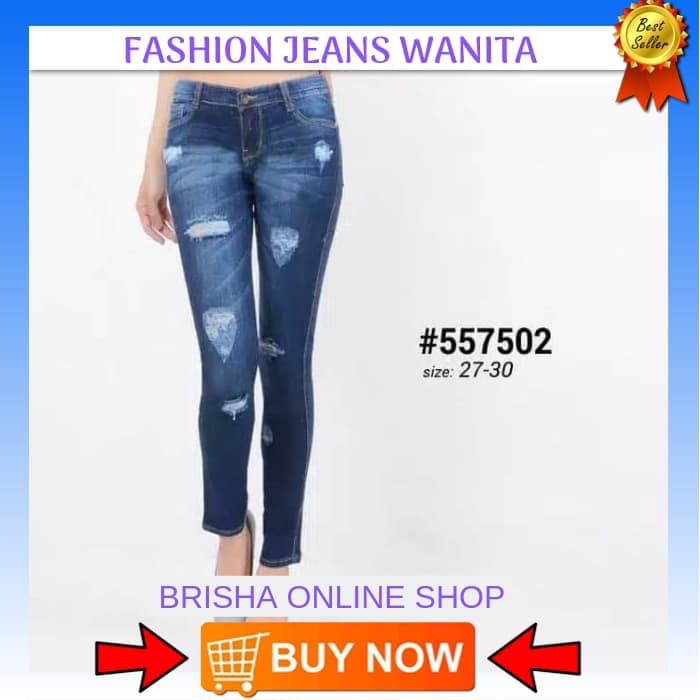 FASHION JEANS WANITA
Best
Seller
#557502
size: 27-30
BRISHA ONLINE SHOP
BUY NOW